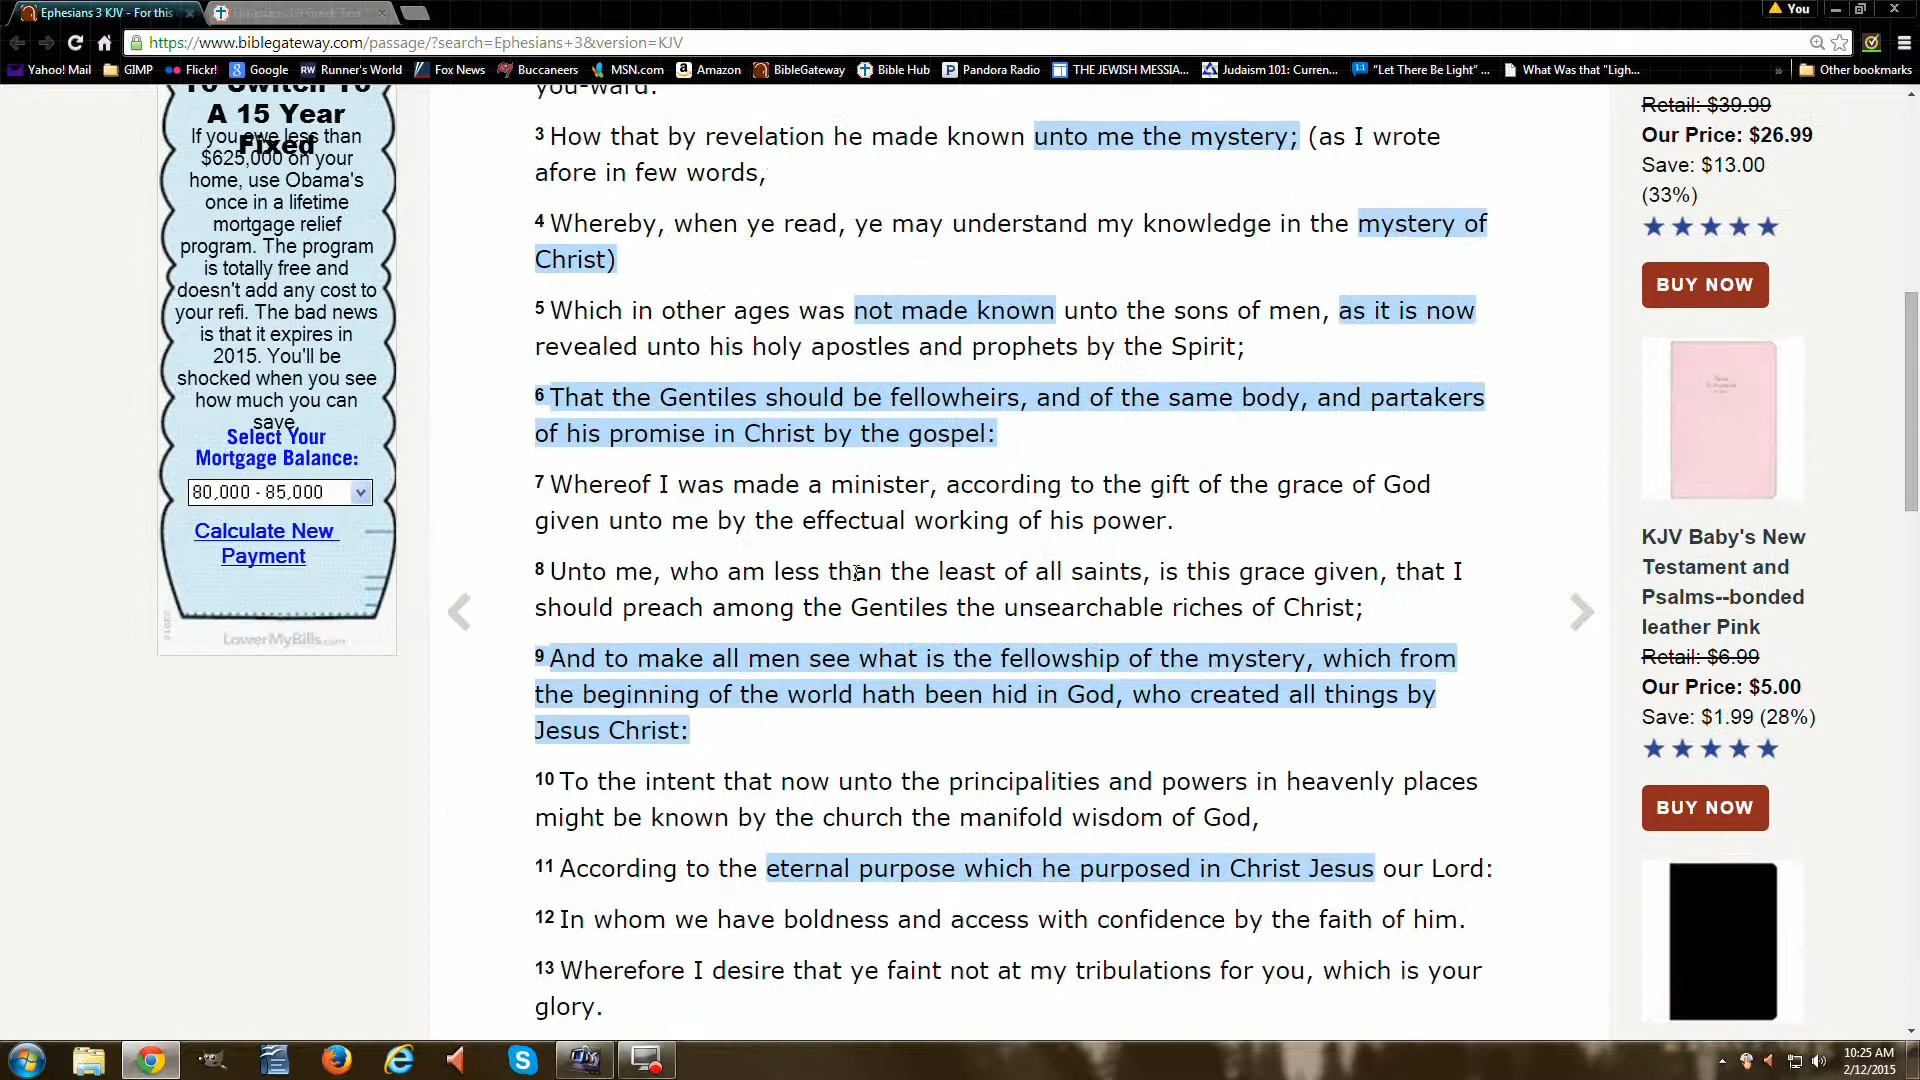 Ephesians 3 KJV - For this
You
https://www.biblegateway.com/passage/?search=Ephesians+3&version=KJV
Yahoo! Mail GIMP Flickr! Google Runner's World Fox News Buccaneers MSN.com Amazon BibleGateway Bible Hub Pandora Radio THE JEWISH MESSIA... Judaism 101: Curren... "Let There Be Light" ... What Was that "Ligh... » Other bookmarks
To Switch To
A 15 Year
Fixed
If you owe less than
$625,000 on your
home, use Obama's
once in a lifetime
mortgage relief
program. The program
is totally free and
doesn't add any cost to
your refi. The bad news
is that it expires in
2015. You'll be
shocked when you see
how much you can
save.
Select Your
Mortgage Balance:
80,000 - 85,000
Calculate New
Payment
LowerMyBills.com
you-ward:
3 How that by revelation he made known unto me the mystery; (as I wrote
afore in few words,
4 Whereby, when ye read, ye may understand my knowledge in the mystery of
Christ)
5 Which in other ages was not made known unto the sons of men, as it is now
revealed unto his holy apostles and prophets by the Spirit;
6 That the Gentiles should be fellowheirs, and of the same body, and partakers
of his promise in Christ by the gospel:
7 Whereof I was made a minister, according to the gift of the grace of God
given unto me by the effectual working of his power.
8 Unto me, who am less than the least of all saints, is this grace given, that I
should preach among the Gentiles the unsearchable riches of Christ;
9 And to make all men see what is the fellowship of the mystery, which from
the beginning of the world hath been hid in God, who created all things by
Jesus Christ:
10 To the intent that now unto the principalities and powers in heavenly places
might be known by the church the manifold wisdom of God,
11 According to the eternal purpose which he purposed in Christ Jesus our Lord:
12 In whom we have boldness and access with confidence by the faith of him.
13 Wherefore I desire that ye faint not at my tribulations for you, which is your
glory.
Retail: $39.99
Our Price: $26.99
Save: $13.00
(33%)
BUY NOW
KJV Baby's New
Testament and
Psalms--bonded
leather Pink
Retail: $6.99
Our Price: $5.00
Save: $1.99 (28%)
BUY NOW
10:25 AM
2/12/2015